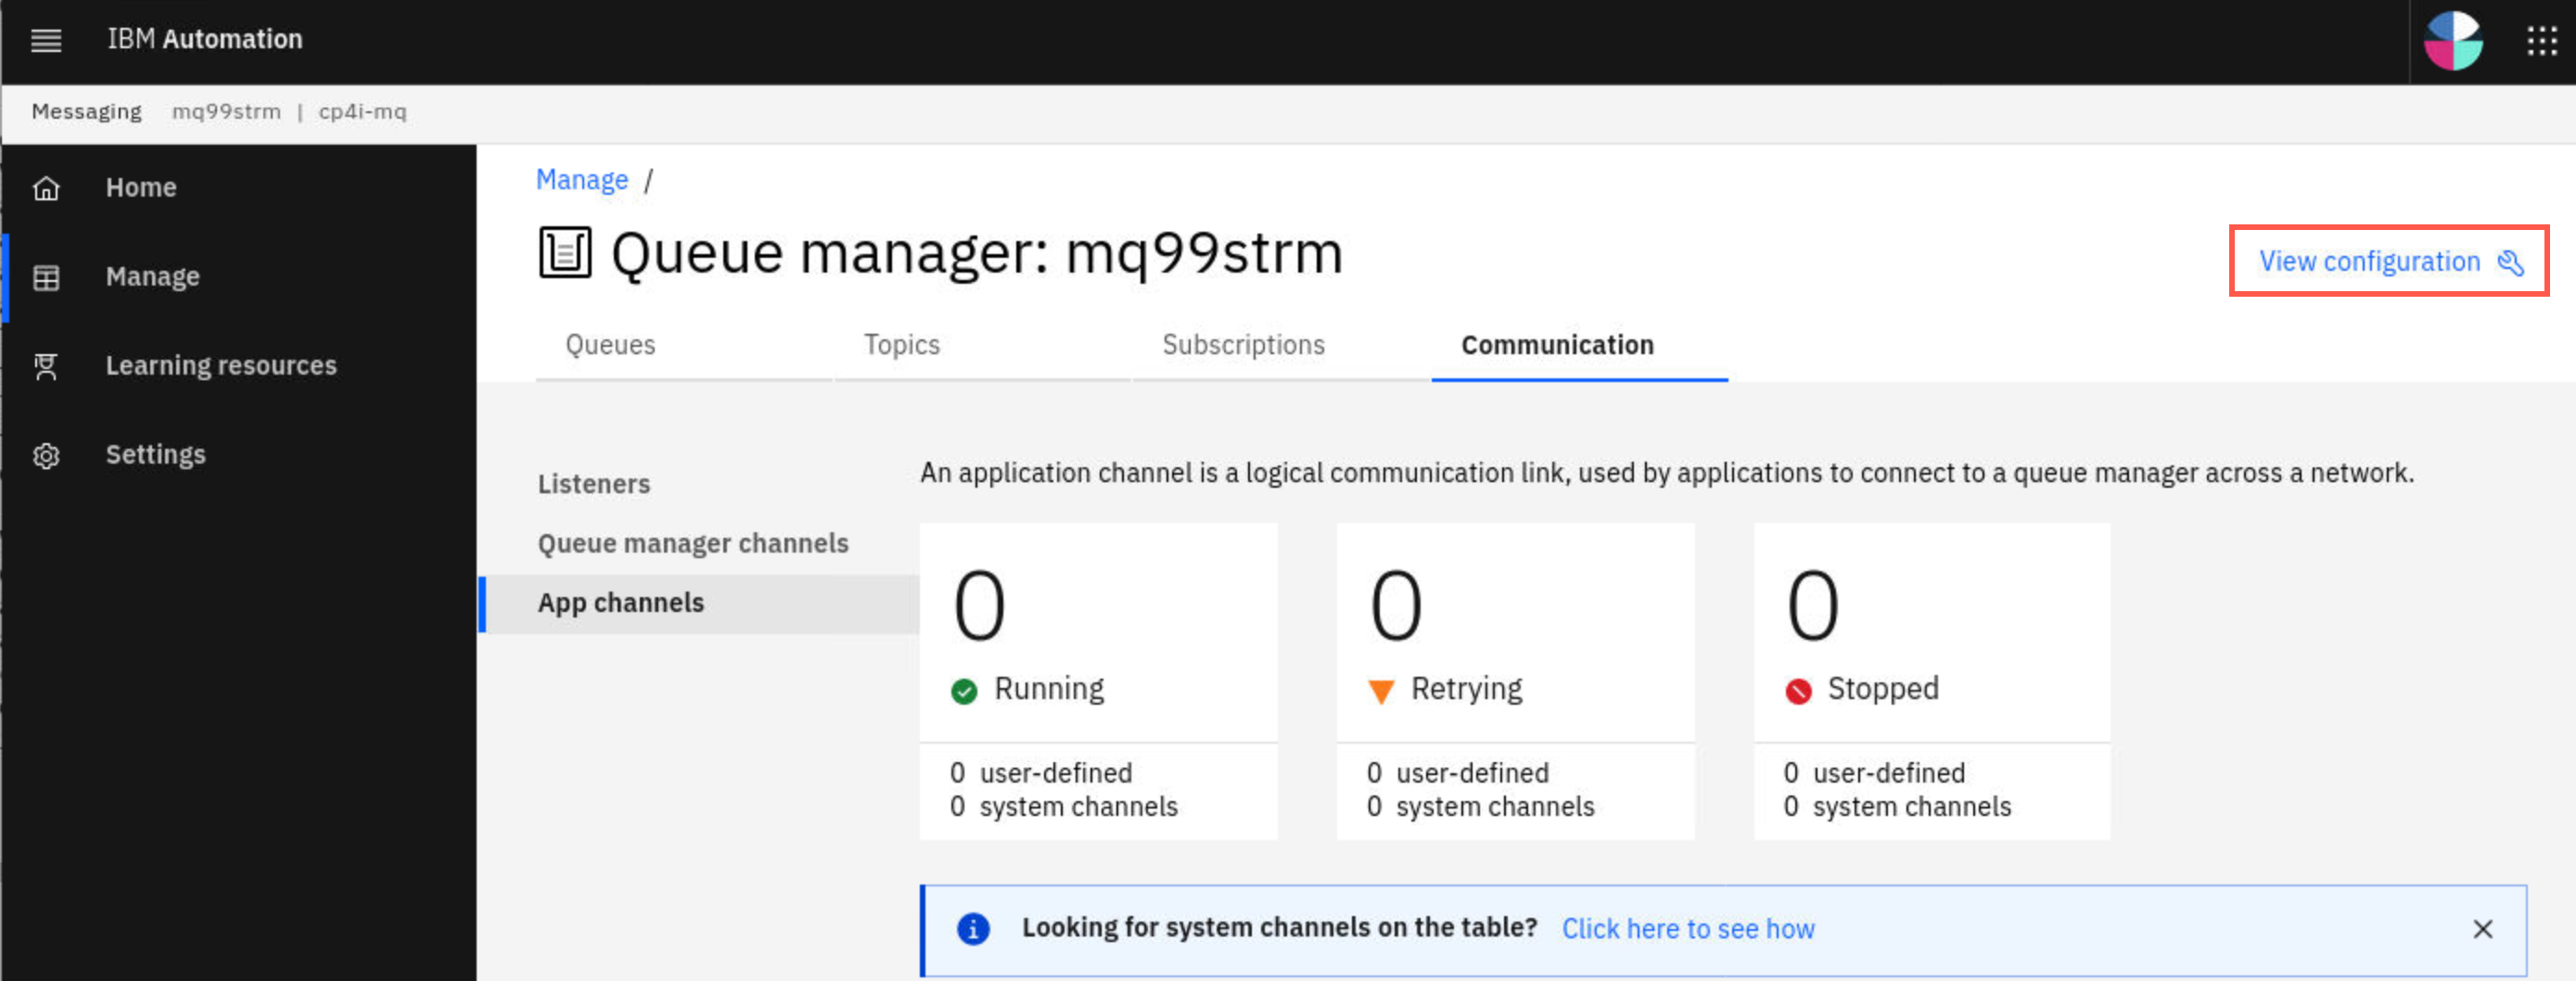 IBM Automation
Messaging mq99strm | cp4i-mq
Home
Manage
Learning resources
Settings
Manage /
Queue manager: mq99strm
View configuration
Queues Topics Subscriptions Communication
Listeners
Queue manager channels
App channels
An application channel is a logical communication link, used by applications to connect to a queue manager across a network.
0
Running
0 user-defined
0 system channels
0
Retrying
0 user-defined
0 system channels
0
Stopped
0 user-defined
0 system channels
Looking for system channels on the table? Click here to see how